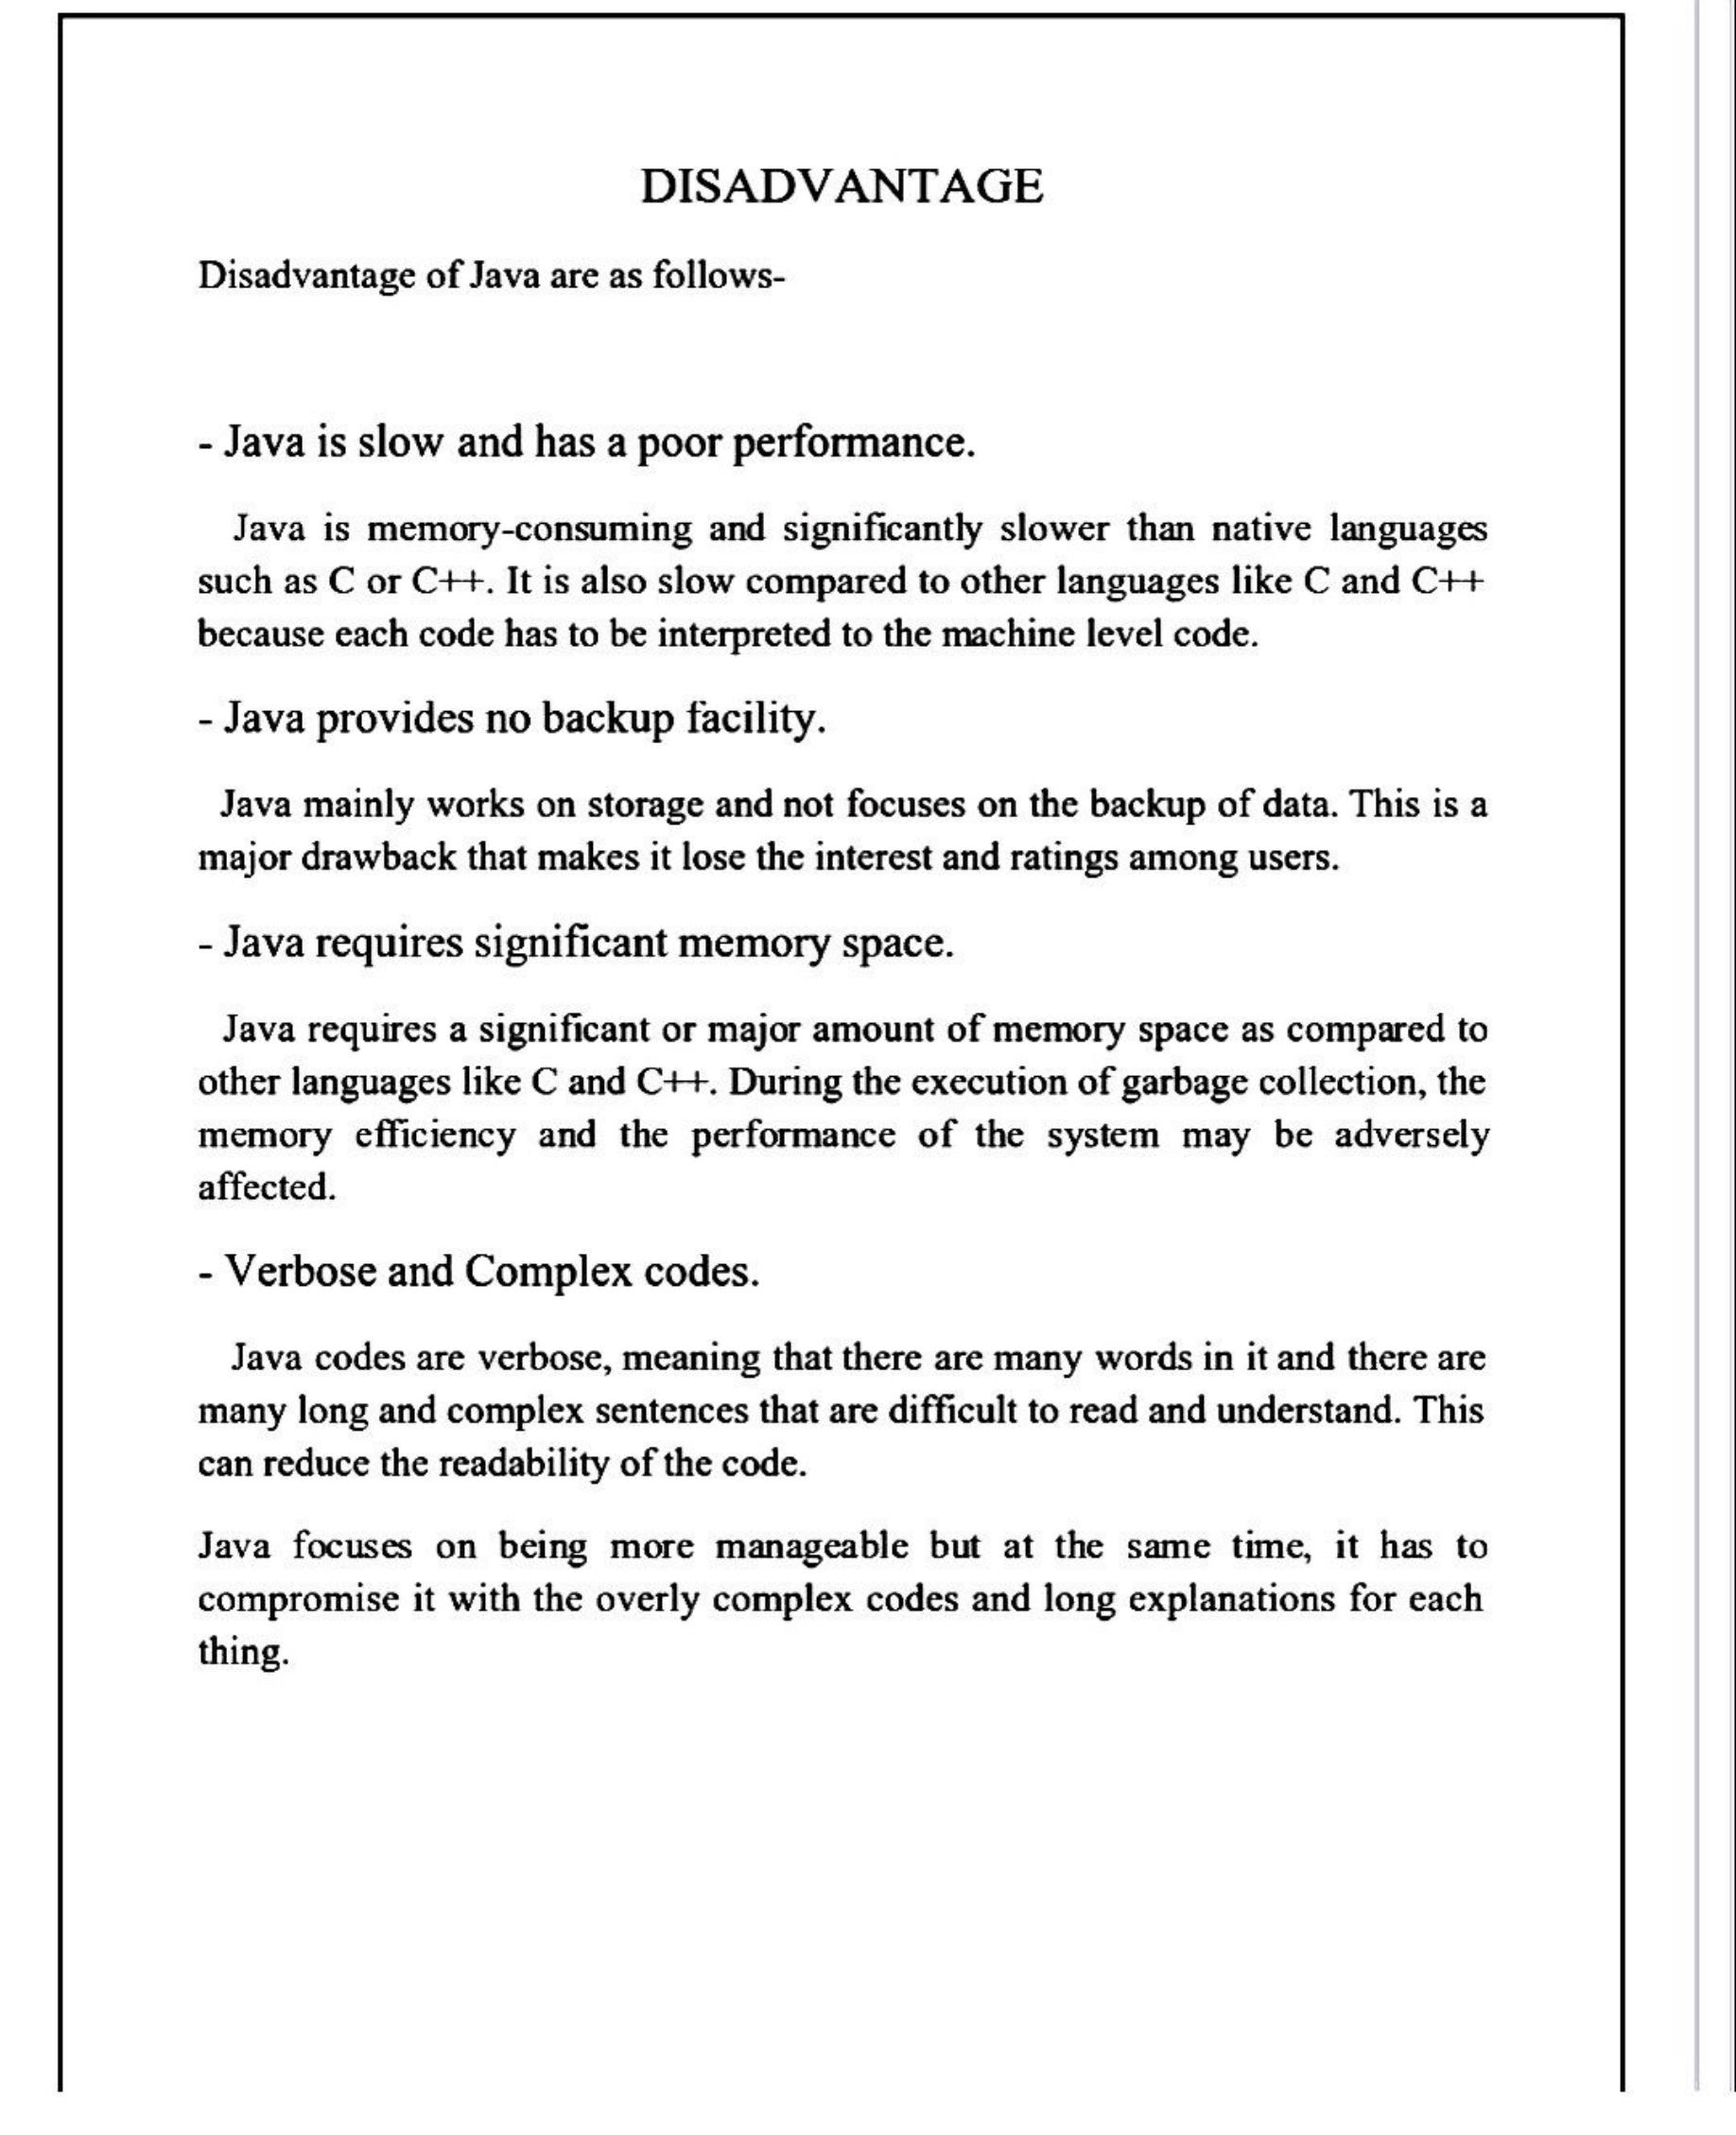 DISADVANTAGE
Disadvantage of Java are as follows-
- Java is slow and has a poor performance.
Java is memory-consuming and significantly slower than native languages
such as C or C++. It is also slow compared to other languages like C and C++
because each code has to be interpreted to the machine level code.
- Java provides no backup facility.
Java mainly works on storage and not focuses on the backup of data. This is a
major drawback that makes it lose the interest and ratings among users.
- Java requires significant memory space.
Java requires a significant or major amount of memory space as compared to
other languages like C and C++. During the execution of garbage collection, the
memory efficiency and the performance of the system may be adversely
affected.
- Verbose and Complex codes.
Java codes are verbose, meaning that there are many words in it and there are
many long and complex sentences that are difficult to read and understand. This
can reduce the readability of the code.
Java focuses on being more manageable but at the same time, it has to
compromise it with the overly complex codes and long explanations for each
thing.